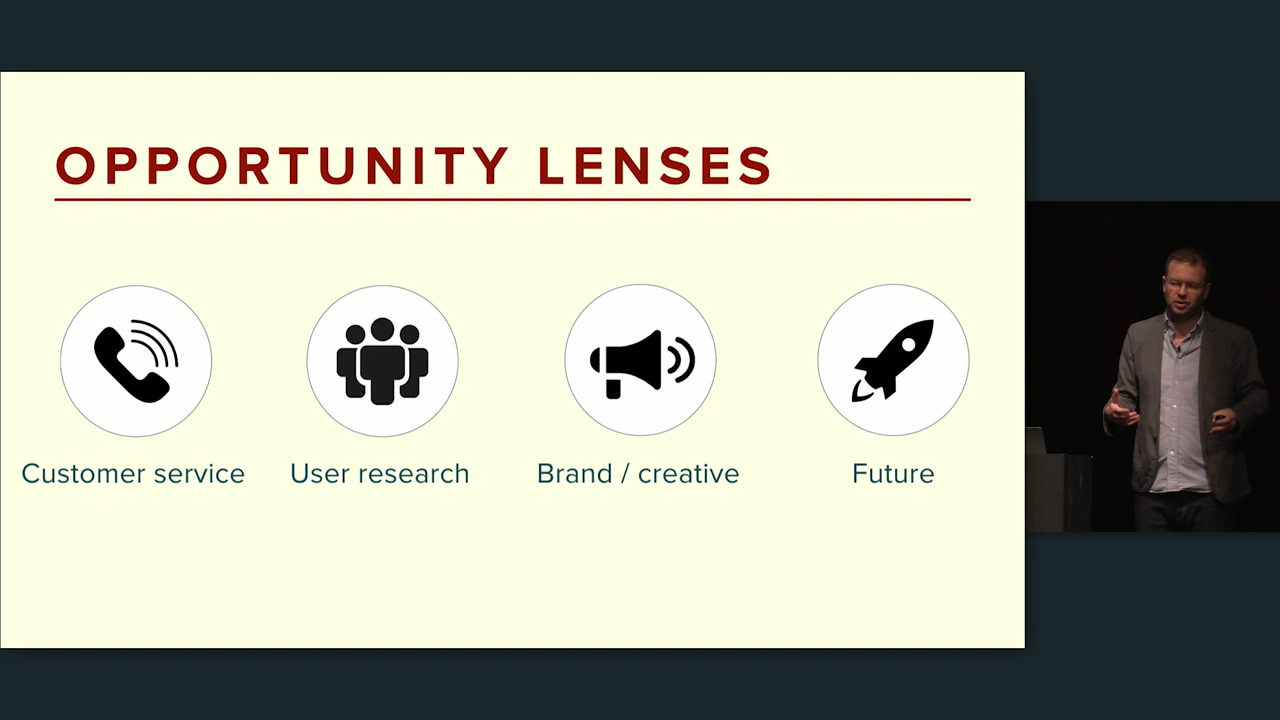 OPPORTUNITY LENSES
Customer service
User research
Brand / creative
Future